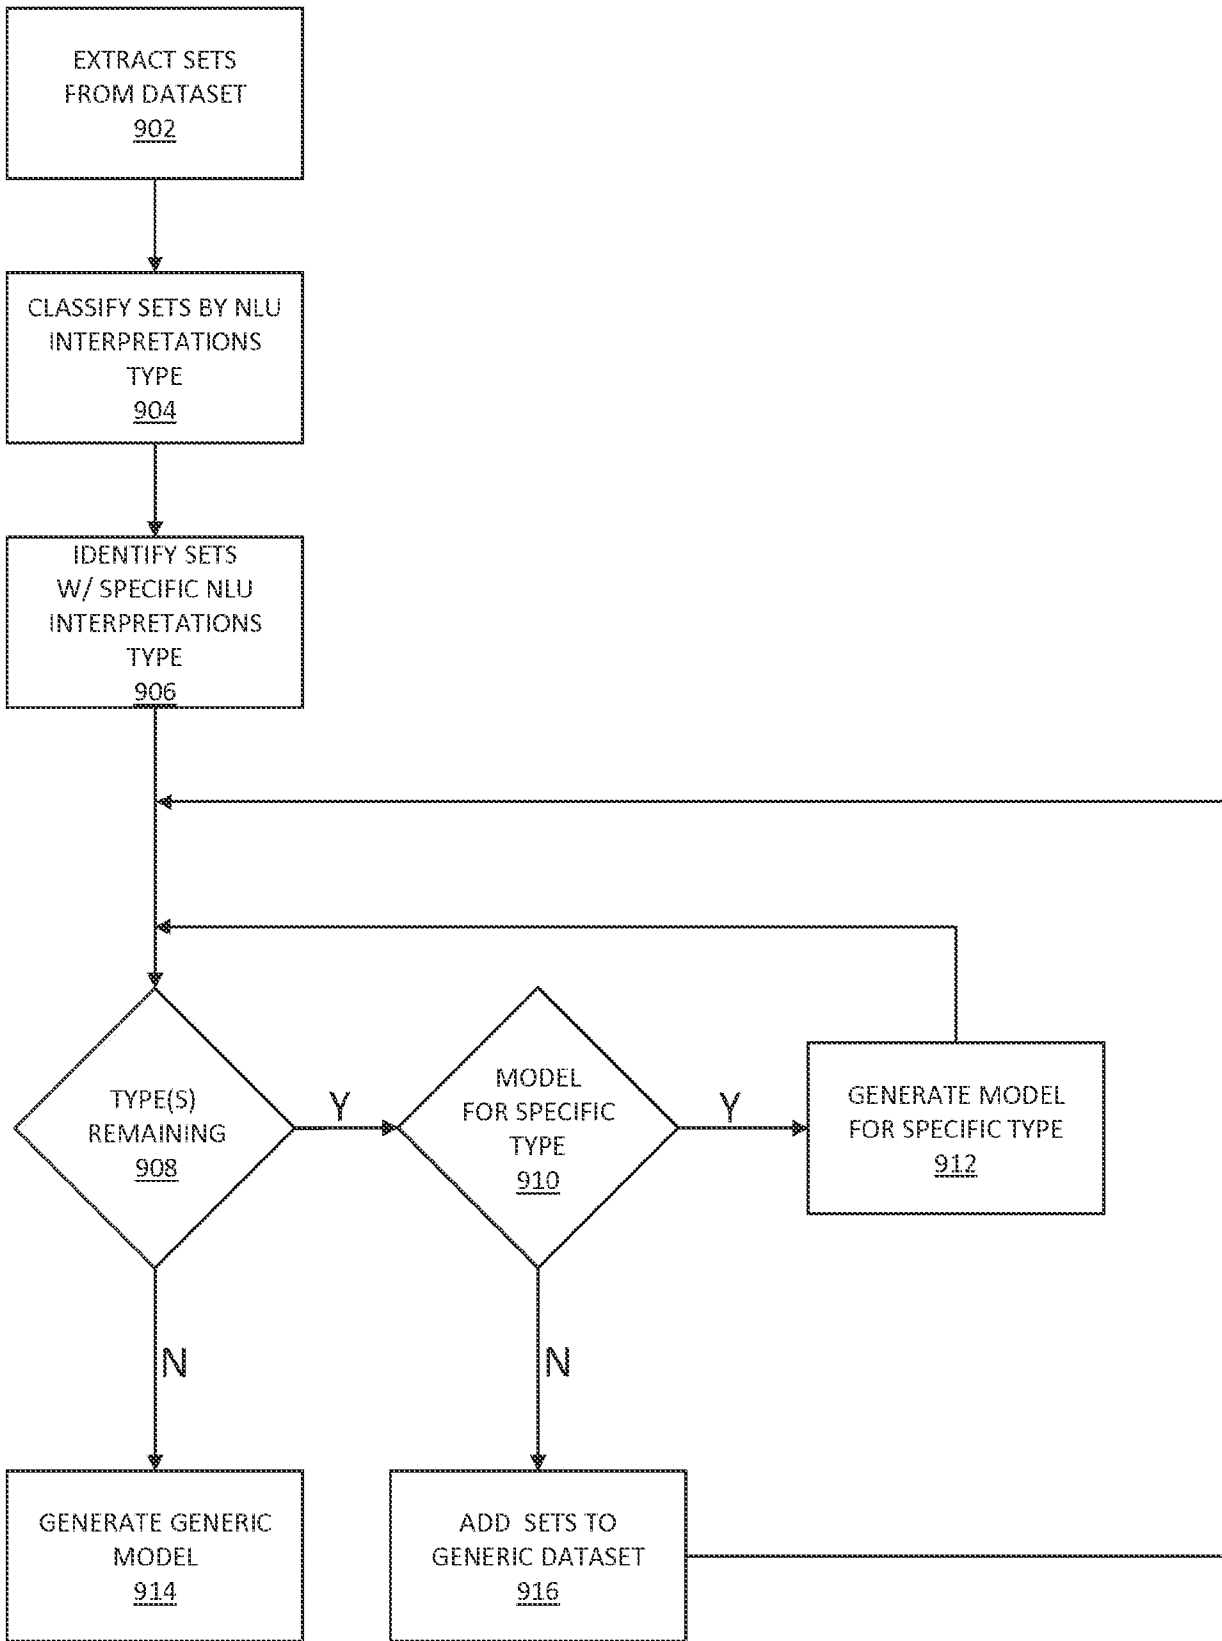 EXTRACT SETS
FROM DATASET
902
CLASSIFY SETS BY NLU
INTERPRETATIONS
TYPE
904
IDENTIFY SETS
W/ SPECIFIC NLU
INTERPRETATIONS
TYPE
906
TYPE(S)
REMAINING
908
Y
MODEL
FOR SPECIFIC
TYPE
910
Y
GENERATE MODEL
FOR SPECIFIC TYPE
912
N
N
GENERATE GENERIC
MODEL
914
ADD SETS TO
GENERIC DATASET
916